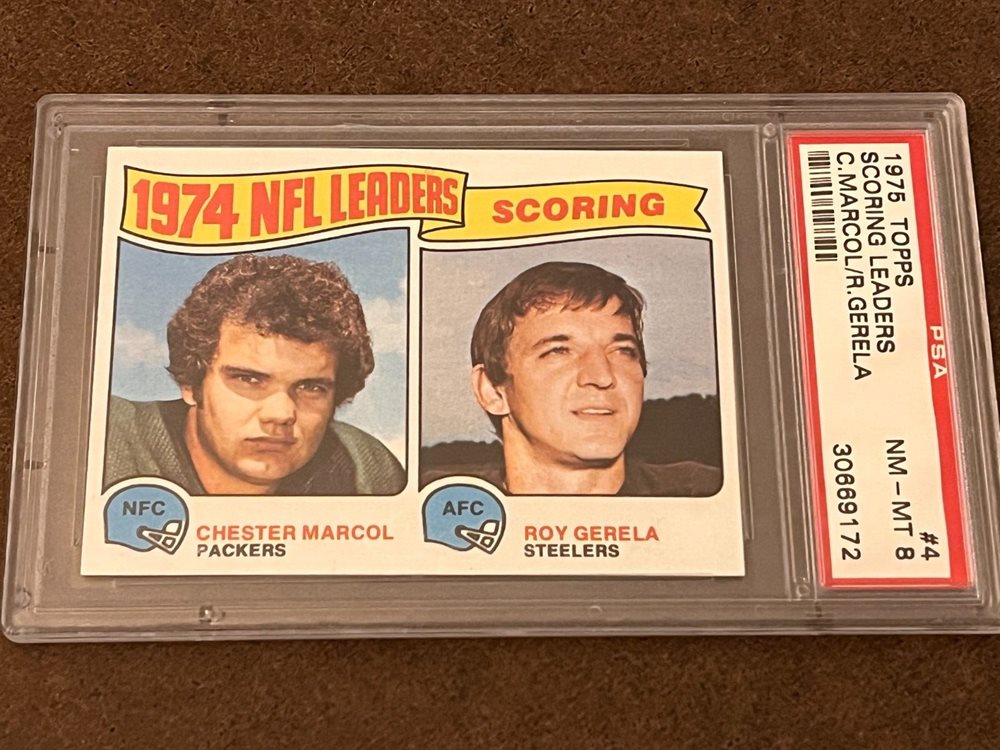 1974 NFL LEADERS
SCORING
NFC
CHESTER MARCOL
PACKERS
AFC
ROY GERELA
STEELERS
1975 TOPPS #4
SCORING LEADERS NM - MT 8
C.MARCOL/R.GERELA
30669172
PSA